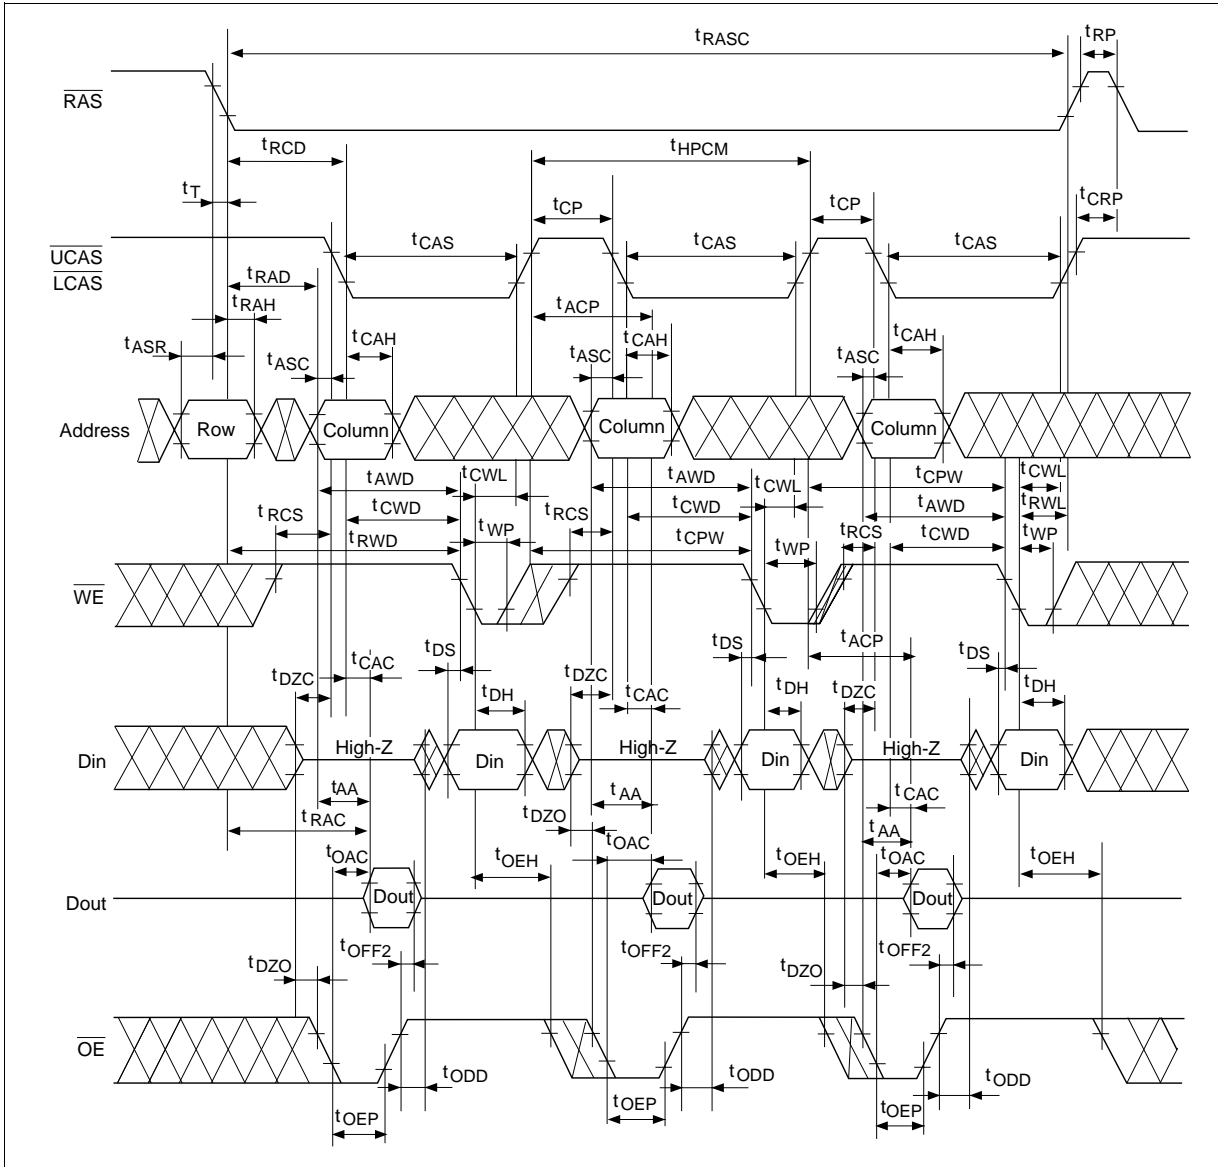 tRASC
tRP
RAS
tRCD
tHPCM
tT
tCP
tCP
tCRP
UCAS
LCAS
tCAS
tCAS
tCAS
tRAD
tRAH
tACP
tASR
tASC
tCAH
tASC
tCAH
tASC
tCAH
Address
Row
Column
Column
Column
tAWD
tCWL
tAWD
tCWL
tCPW
tCWL
tRCS
tCWD
tWP
tRCS
tCWD
tAWD
tRWL
tRWD
tCPW
tWP
tRCS
tCWD
tWP
WE
tACP
tDZC
tCAC
tDS
tDH
tDZC
tCAC
tDS
tDH
tDZC
tDS
tDH
Din
High-Z
Din
High-Z
Din
High-Z
Din
tAA
tRAC
tDZO
tAA
tCAC
tAA
tOAC
tOEH
tOAC
tOEH
tOAC
tOEH
Dout
Dout
Dout
Dout
tDZO
tOFF2
tOFF2
tDZO
tOFF2
OE
tODD
tODD
tODD
tOEP
tOEP
tOEP